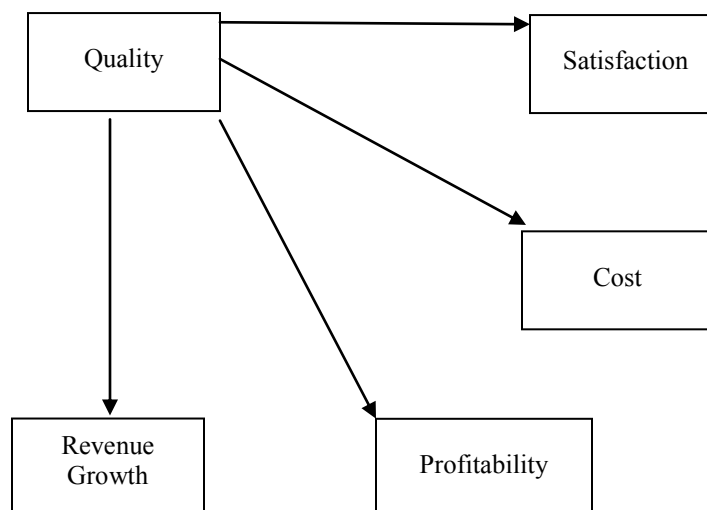 Quality
Satisfaction
Cost
Revenue
Growth
Profitability